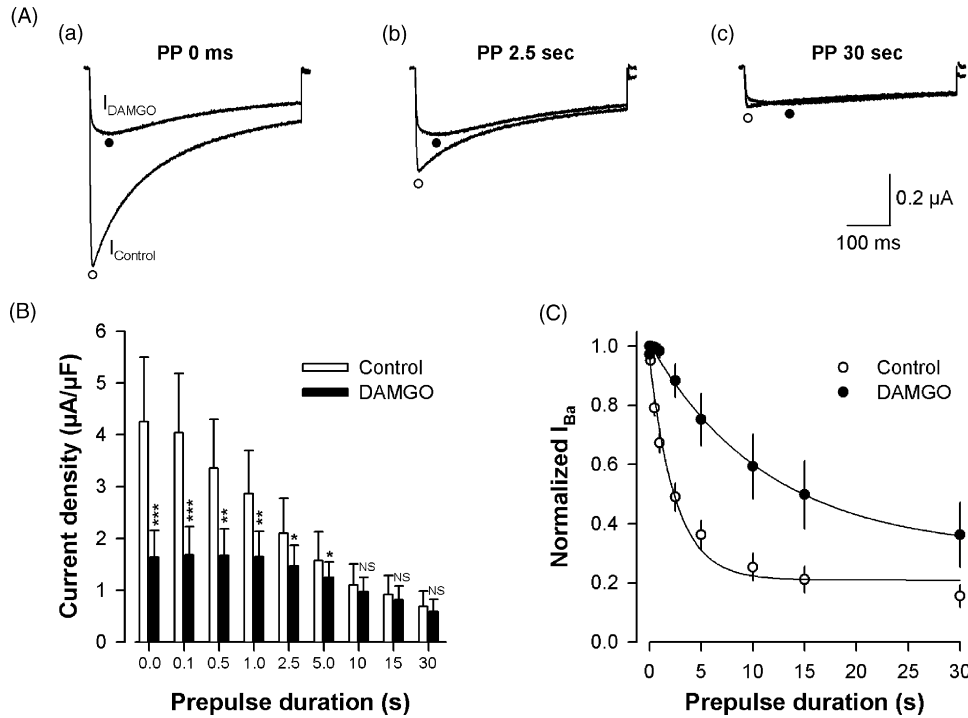 (A)
(a)
PP 0 ms
(b)
PP 2.5 sec
(c)
PP 30 sec
I DAMGO
I Control
0.2 µA
100 ms
(B)
Current density (µA/µF)
6
5
4
3
2
1
0
Control
DAMGO
*** *** ** ** * * NS NS NS
0.0 0.1 0.5 1.0 2.5 5.0 10 15 30
Prepulse duration (s)
(C)
Normalized I Ba
1.0
0.8
0.6
0.4
0.2
0.0
Control
DAMGO
0 5 10 15 20 25 30
Prepulse duration (s)